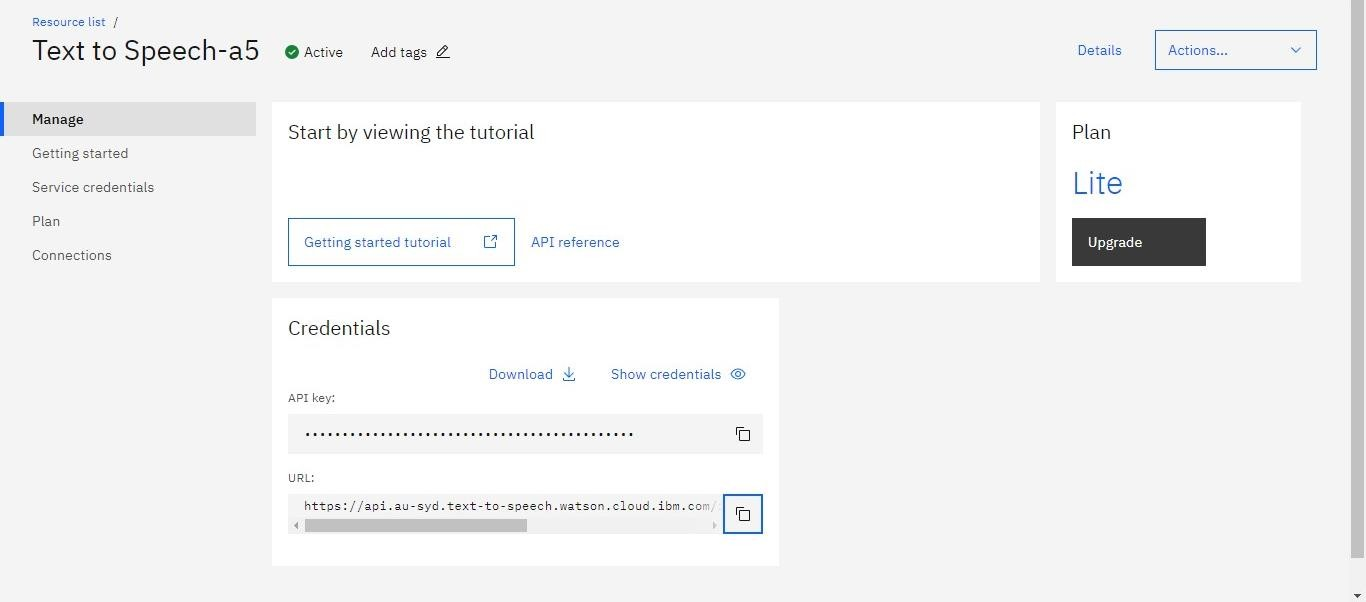 Resource list /
Text to Speech-a5
Active
Add tags
Details
Actions...
Manage
Getting started
Service credentials
Plan
Connections
Start by viewing the tutorial
Getting started tutorial
API reference
Plan
Lite
Upgrade
Credentials
Download
Show credentials
API key:
............................................
URL:
https://api.au-syd.text-to-speech.watson.cloud.ibm.com/